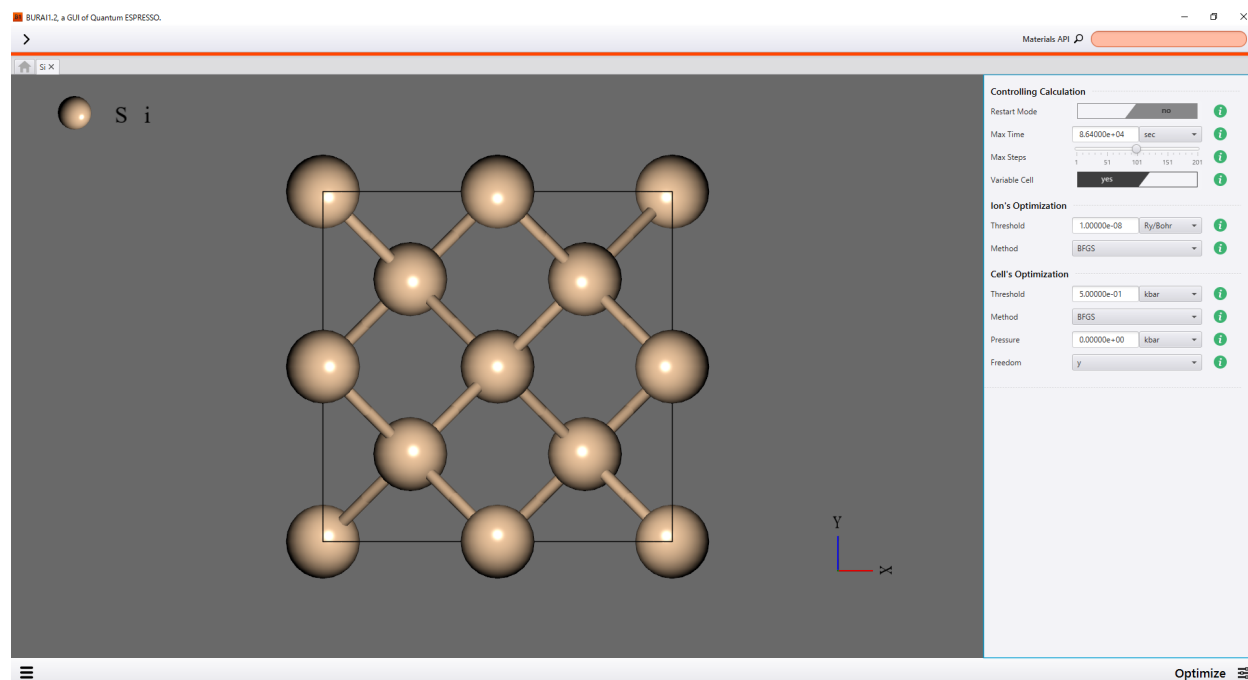 BURAI1.2, a GUI of Quantum ESPRESSO.
Materials API
Si
Si
Controlling Calculation
Restart Mode no
Max Time 8.64000e+04 sec
Max Steps 1 51 101 151 201
Variable Cell yes
Ion's Optimization
Threshold 1.00000e-08 Ry/Bohr
Method BFGS
Cell's Optimization
Threshold 5.00000e-01 kbar
Method BFGS
Pressure 0.00000e+00 kbar
Freedom y
Y
X
Optimize